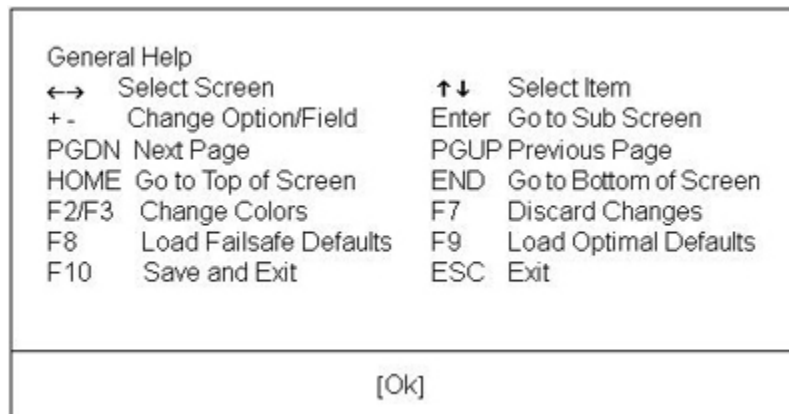 General Help
←→ Select Screen ↑↓ Select Item
+ - Change Option/Field Enter Go to Sub Screen
PGDN Next Page PGUP Previous Page
HOME Go to Top of Screen END Go to Bottom of Screen
F2/F3 Change Colors F7 Discard Changes
F8 Load Failsafe Defaults F9 Load Optimal Defaults
F10 Save and Exit ESC Exit
[Ok]